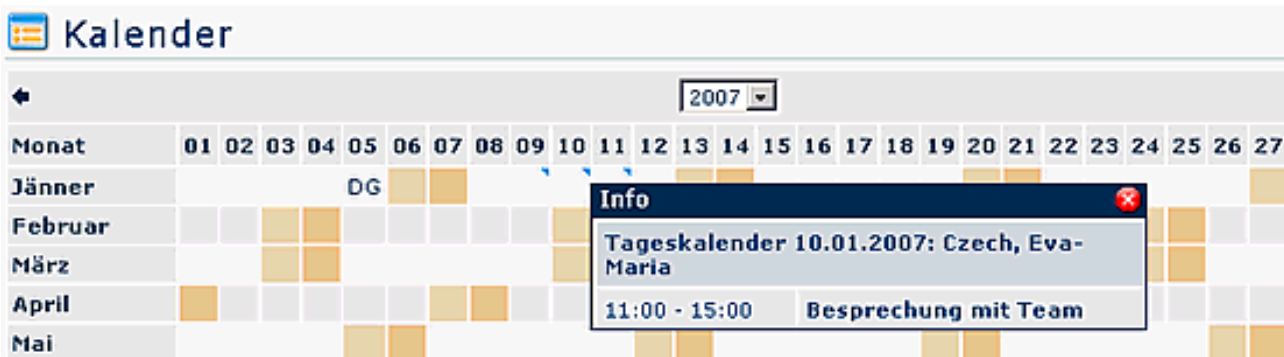 Kalender
2007
Monat 01 02 03 04 05 06 07 08 09 10 11 12 13 14 15 16 17 18 19 20 21 22 23 24 25 26 27
Jänner DG
Info
Februar
Tageskalender 10.01.2007: Czech, Eva-
Maria
März
April
11:00 - 15:00 Besprechung mit Team
Mai